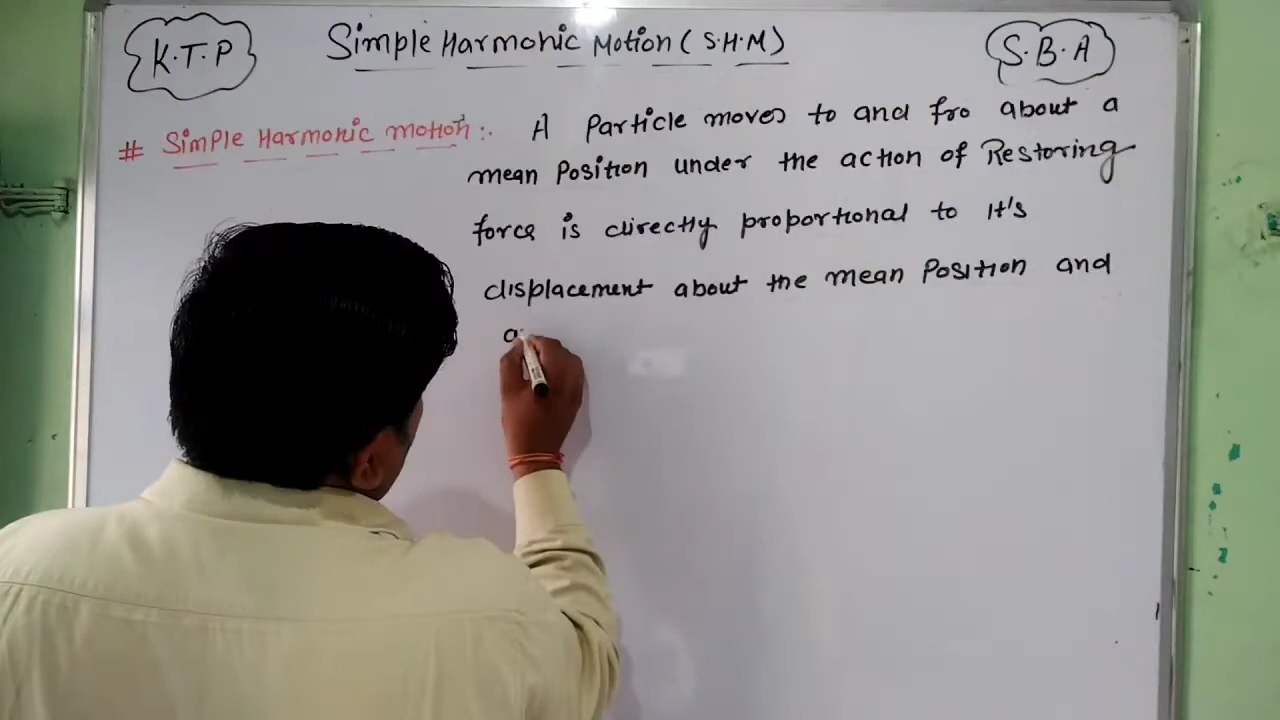 K.T.P
Simple Harmonic Motion (S.H.M)
S.B.A
# Simple Harmonic motion :. A Particle moves to and fro about a
mean Position under the action of Restoring
force is directly proportional to it's
displacement about the mean Position and